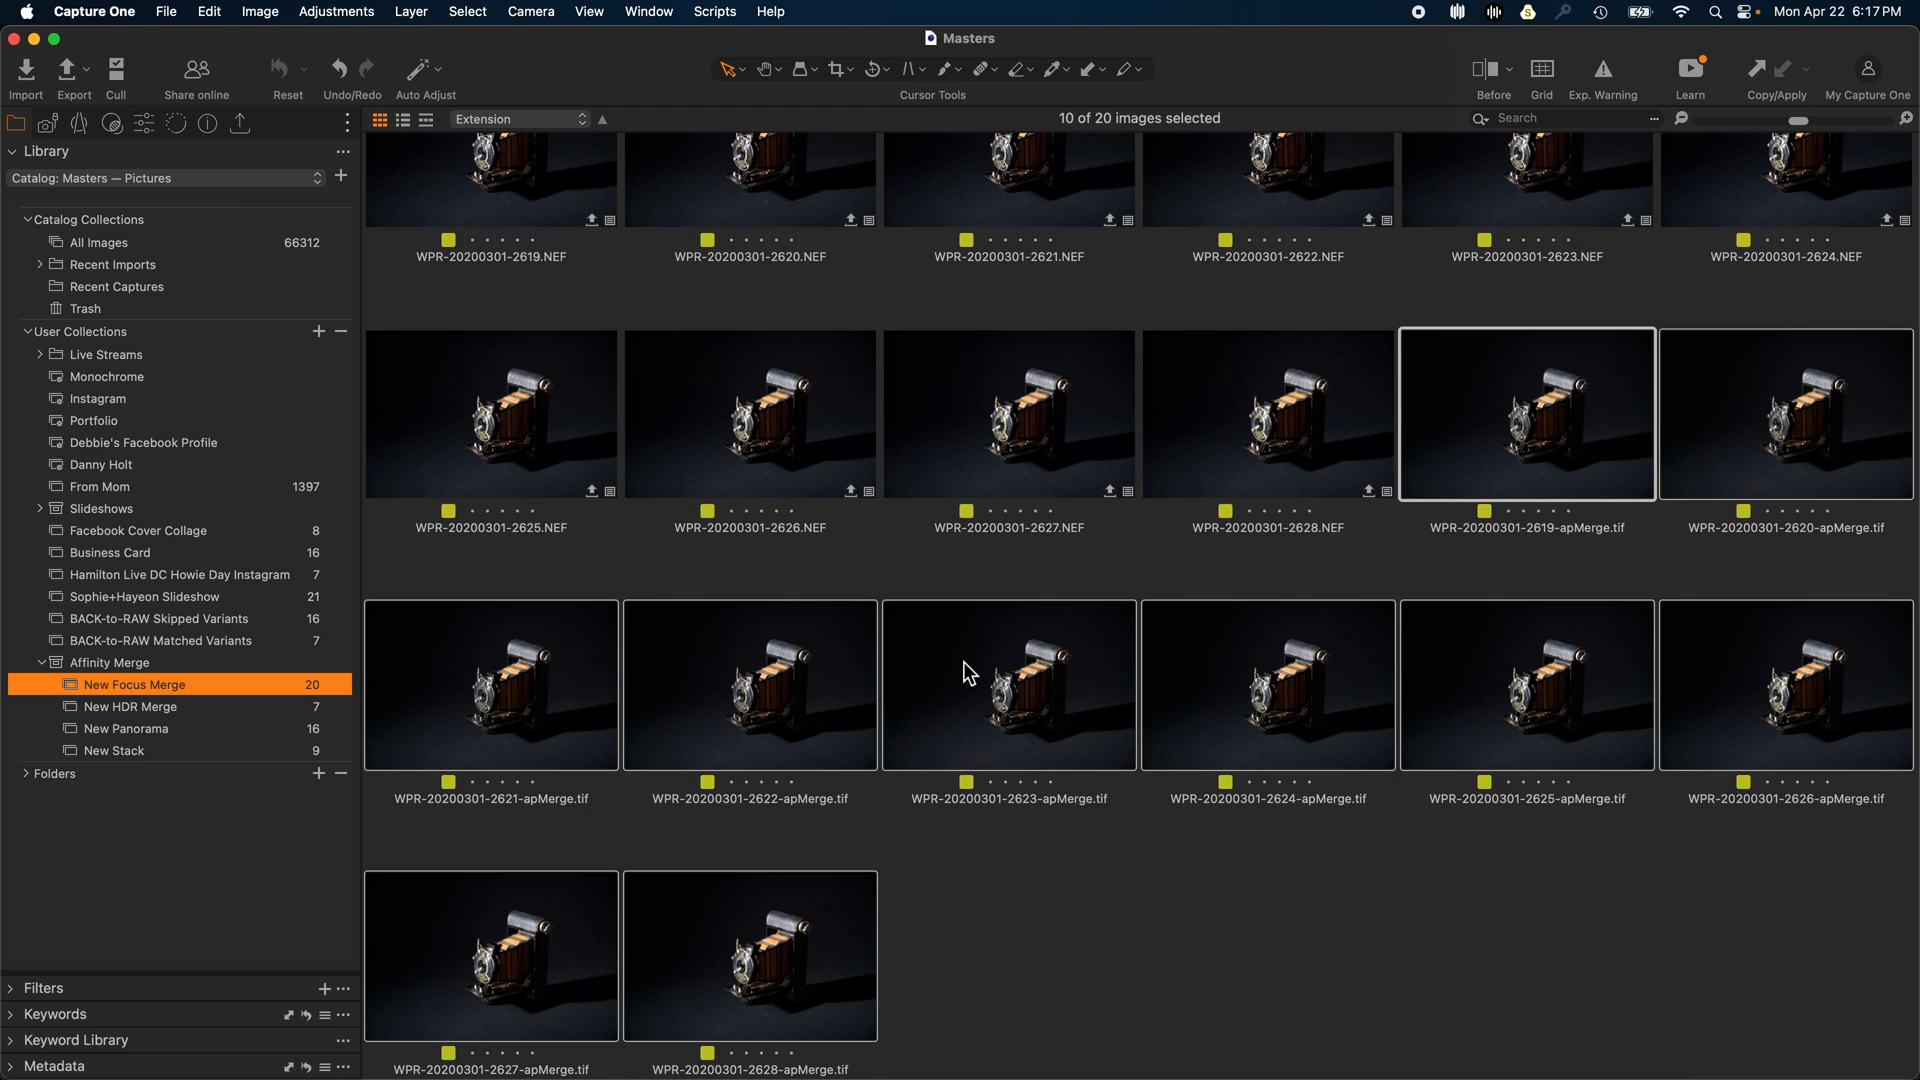 Capture One File Edit Image Adjustments Layer Select Camera View Window Scripts Help
S
Mon Apr 22 6:17 PM
Masters
Import Export Cull Share online Reset Undo/Redo Auto Adjust Cursor Tools Before Grid Exp. Warning Learn Copy/Apply My Capture One
Extension
10 of 20 images selected
Search
Library
Catalog: Masters — Pictures
Catalog Collections
All Images 66312
Recent Imports
Recent Captures
Trash
User Collections
Live Streams
Monochrome
Instagram
Portfolio
Debbie's Facebook Profile
Danny Holt
From Mom 1397
Slideshows
Facebook Cover Collage 8
Business Card 16
Hamilton Live DC Howie Day Instagram 7
Sophie+Hayeon Slideshow 21
BACK-to-RAW Skipped Variants 16
BACK-to-RAW Matched Variants 7
Affinity Merge
New Focus Merge 20
New HDR Merge 7
New Panorama 16
New Stack 9
Folders
Filters
Keywords
Keyword Library
Metadata
WPR-20200301-2619.NEF WPR-20200301-2620.NEF WPR-20200301-2621.NEF WPR-20200301-2622.NEF WPR-20200301-2623.NEF WPR-20200301-2624.NEF
WPR-20200301-2625.NEF WPR-20200301-2626.NEF WPR-20200301-2627.NEF WPR-20200301-2628.NEF WPR-20200301-2619-apMerge.tif WPR-20200301-2620-apMerge.tif
WPR-20200301-2621-apMerge.tif WPR-20200301-2622-apMerge.tif WPR-20200301-2623-apMerge.tif WPR-20200301-2624-apMerge.tif WPR-20200301-2625-apMerge.tif WPR-20200301-2626-apMerge.tif
WPR-20200301-2627-apMerge.tif WPR-20200301-2628-apMerge.tif